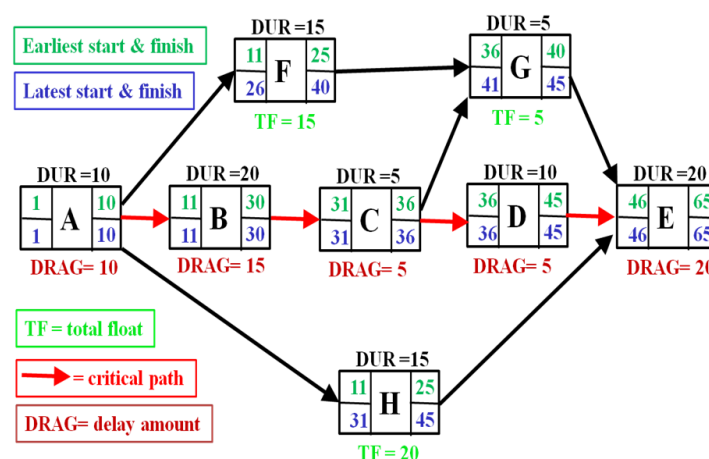 Earliest start & finish
Latest start & finish
DUR =15
11 25
F
26 40
TF = 15
DUR =5
36 40
G
41 45
TF = 5
DUR =10
1 10
A
1 10
DRAG= 10
DUR =20
11 30
B
11 30
DRAG= 15
DUR =5
31 36
C
31 36
DRAG= 5
DUR =10
36 45
D
36 45
DRAG= 5
DUR =20
46 65
E
46 65
DRAG= 20
DUR =15
11 25
H
31 45
TF = 20
TF = total float
= critical path
DRAG= delay amount